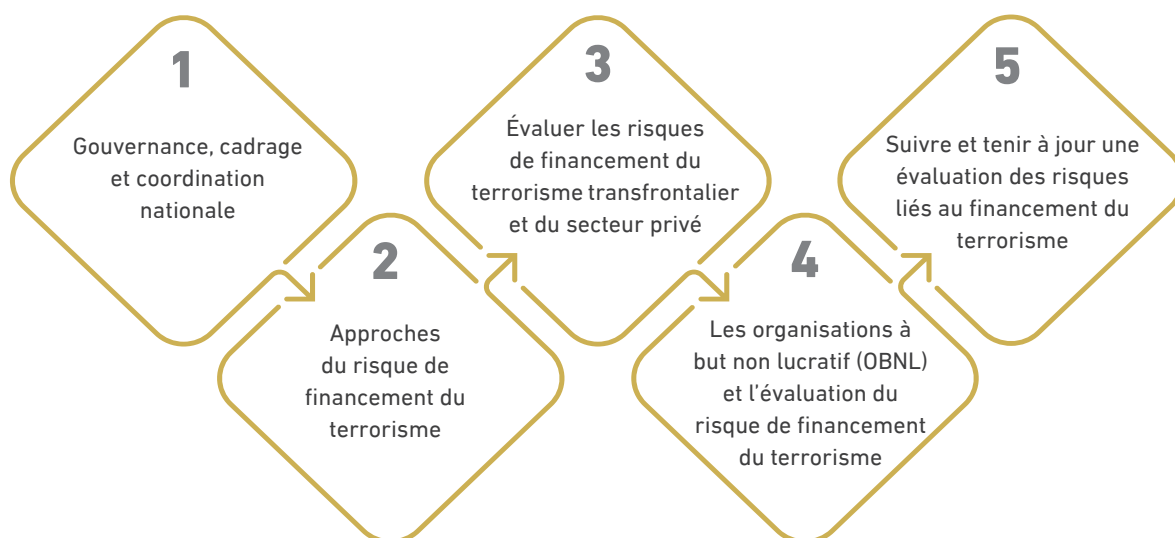 1
Gouvernance, cadrage
et coordination
nationale
2
Approches
du risque de
financement du
terrorisme
3
Évaluer les risques
de financement du
terrorisme transfrontalier
et du secteur privé
4
Les organisations à
but non lucratif (OBNL)
et l’évaluation du
risque de financement
du terrorisme
5
Suivre et tenir à jour une
évaluation des risques
liés au financement du
terrorisme